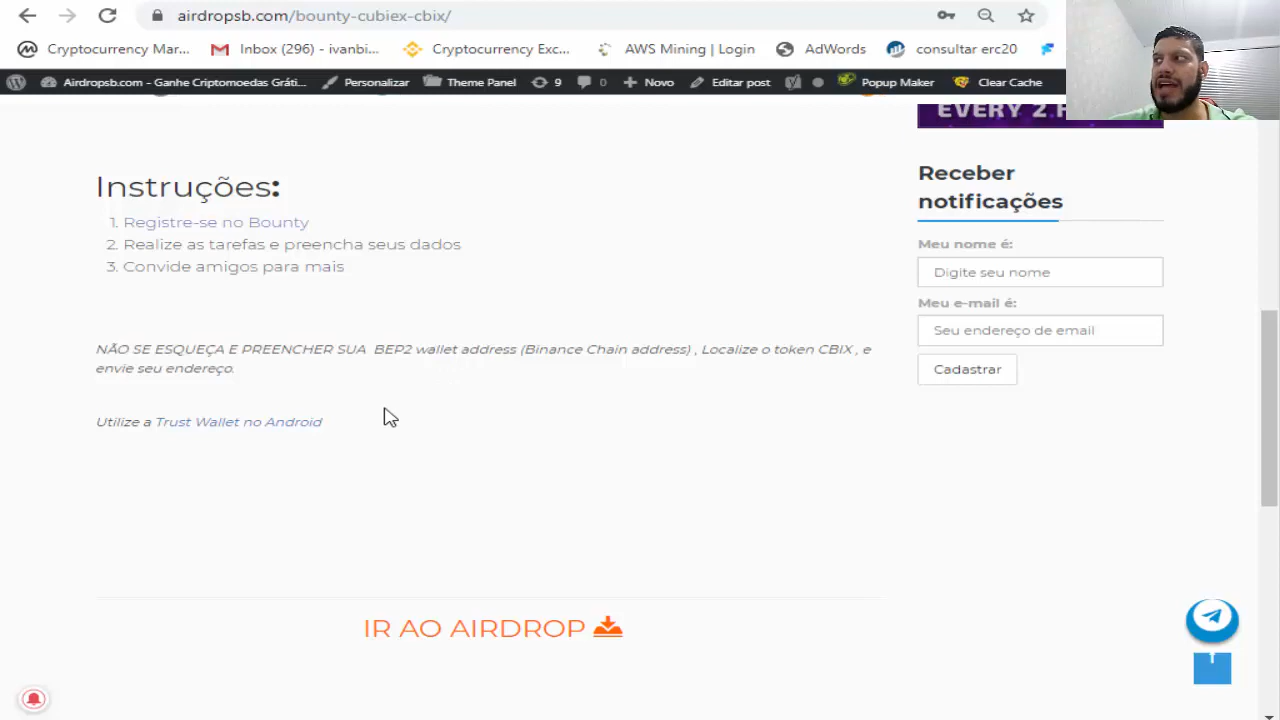 airdropsb.com/bounty-cubiex-cbix/
Cryptocurrency Mar... Inbox (296) - ivanbi... Cryptocurrency Exc... AWS Mining | Login AdWords consultar erc20
Airdropsb.com – Ganhe Criptomoedas Gráti... Personalizar Theme Panel 9 0 Novo Editar post Popup Maker Clear Cache
EVERY 2
Instruções:
1. Registre-se no Bounty
2. Realize as tarefas e preencha seus dados
3. Convide amigos para mais
NÃO SE ESQUEÇA E PREENCHER SUA BEP2 wallet address (Binance Chain address) , Localize o token CBIX , e
envie seu endereço.
Utilize a Trust Wallet no Android
IR AO AIRDROP
Receber
notificações
Meu nome é:
Digite seu nome
Meu e-mail é:
Seu endereço de email
Cadastrar